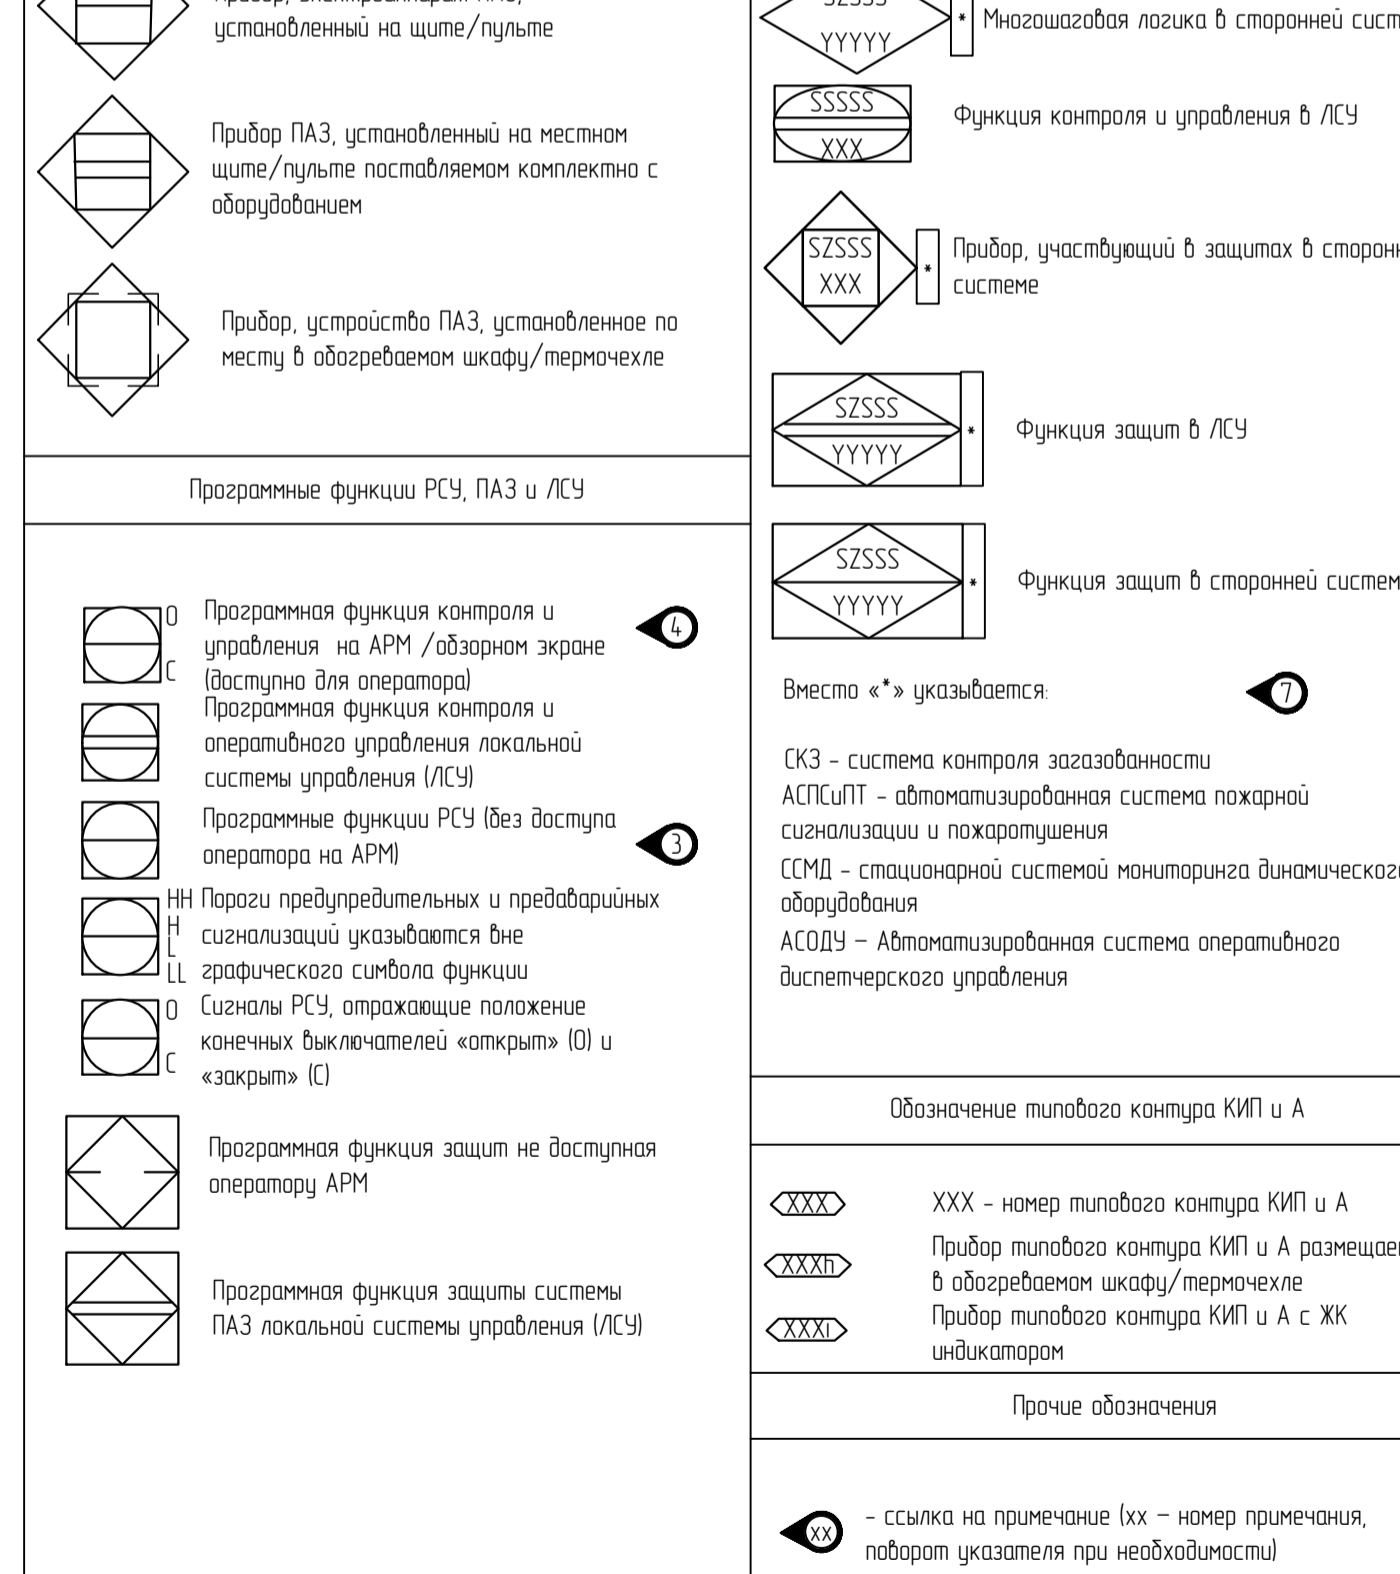 установленный на щите/пульте
Прибор ПАЗ, установленный на местном
щите/пульте поставляемом комплектно с
оборудованием
Прибор, устройство ПАЗ, установленное по
месту в обогреваемом шкафу/термочехле
Программные функции РСУ, ПАЗ и ЛСУ
O
C
Программная функция контроля и
управления на АРМ /обзорном экране
(доступно для оператора)
4
Программная функция контроля и
оперативного управления локальной
системы управления (ЛСУ)
Программные функции РСУ (без доступа
оператора на АРМ)
3
HH
H
L
LL
Пороги предупредительных и предаварийных
сигнализаций указываются вне
графического символа функции
O
C
Сигналы РСУ, отражающие положение
конечных выключателей «открыт» (О) и
«закрыт» (С)
Программная функция защит не доступная
оператору АРМ
Программная функция защиты системы
ПАЗ локальной системы управления (ЛСУ)
SZSSS
YYYYY
*
Многошаговая логика в сторонней
SSSSS
XXX
Функция контроля и управления в ЛСУ
SZSSS
XXX
*
Прибор, участвующий в защитах в
системе
SZSSS
YYYYY
*
Функция защит в ЛСУ
SZSSS
YYYYY
*
Функция защит в сторонней
Вместо «*» указывается:
7
СКЗ - система контроля загазованности
АСПСиПТ - автоматизированная система пожарной
сигнализации и пожаротушения
ССМД - стационарной системой мониторинга динамического
оборудования
АСОДУ – Автоматизированная система оперативного
диспетчерского управления
Обозначение типового контура КИП и А
XXX
XXX - номер типового контура КИП и А
XXXh
Прибор типового контура КИП и А
в обогреваемом шкафу/термочехле
XXXi
Прибор типового контура КИП и А с ЖК
индикатором
Прочие обозначения
xx
- ссылка на примечание (xx – номер примечания,
поворот указателя при необходимости)